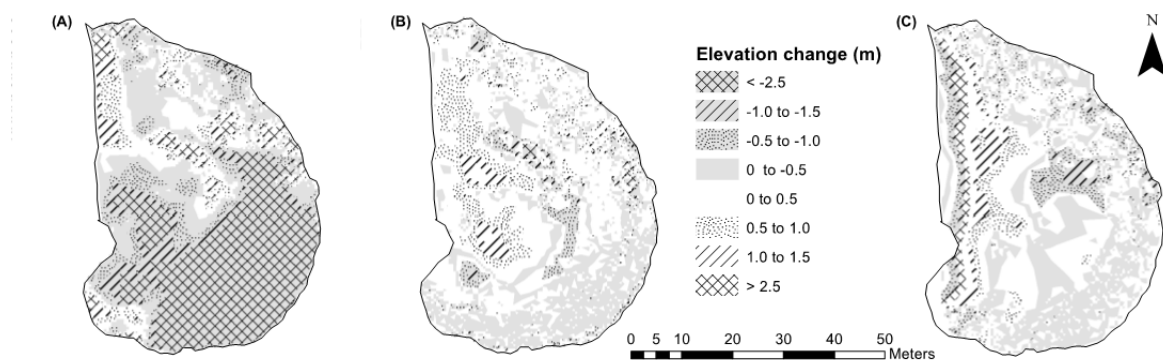 (A)
(B)
(C)
N
Elevation change (m)
< -2.5
-1.0 to -1.5
-0.5 to -1.0
0 to -0.5
0 to 0.5
0.5 to 1.0
1.0 to 1.5
> 2.5
0 5 10 20 30 40 50
Meters